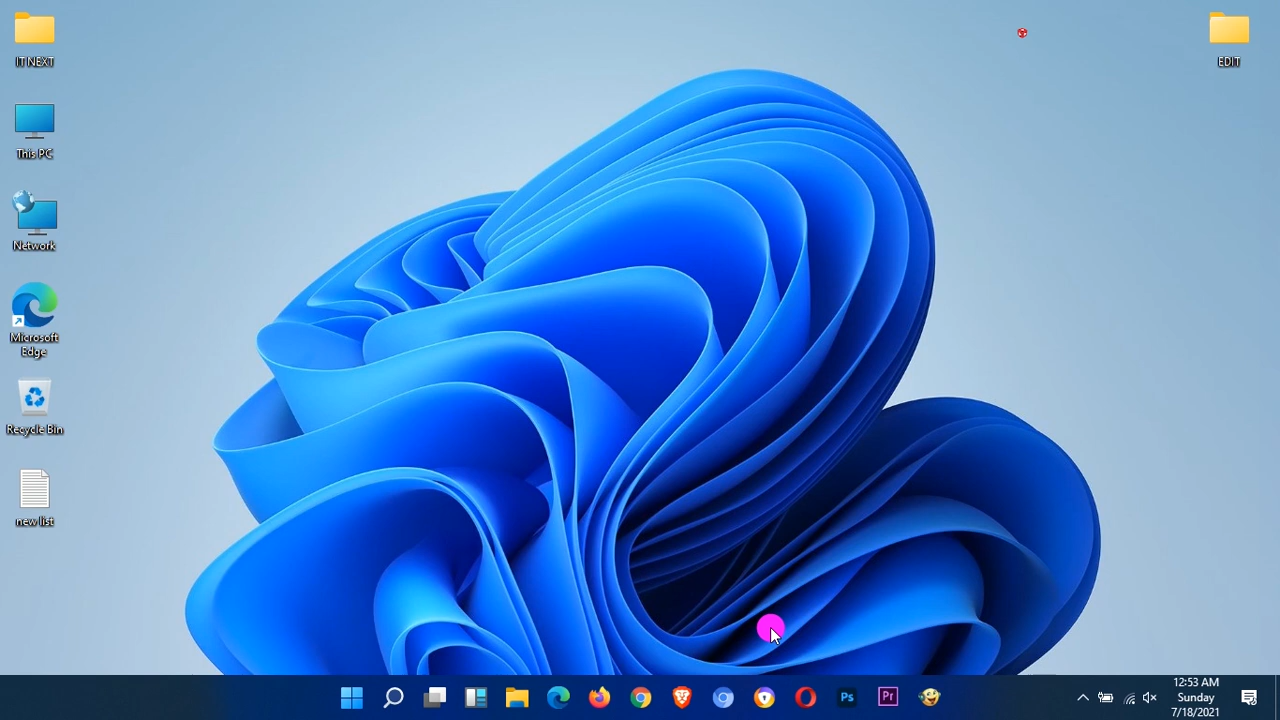 IT NEXT
This PC
Network
Microsoft
Edge
Recycle Bin
new list
EDIT
Ps
Pr
12:53 AM
Sunday
7/18/2021